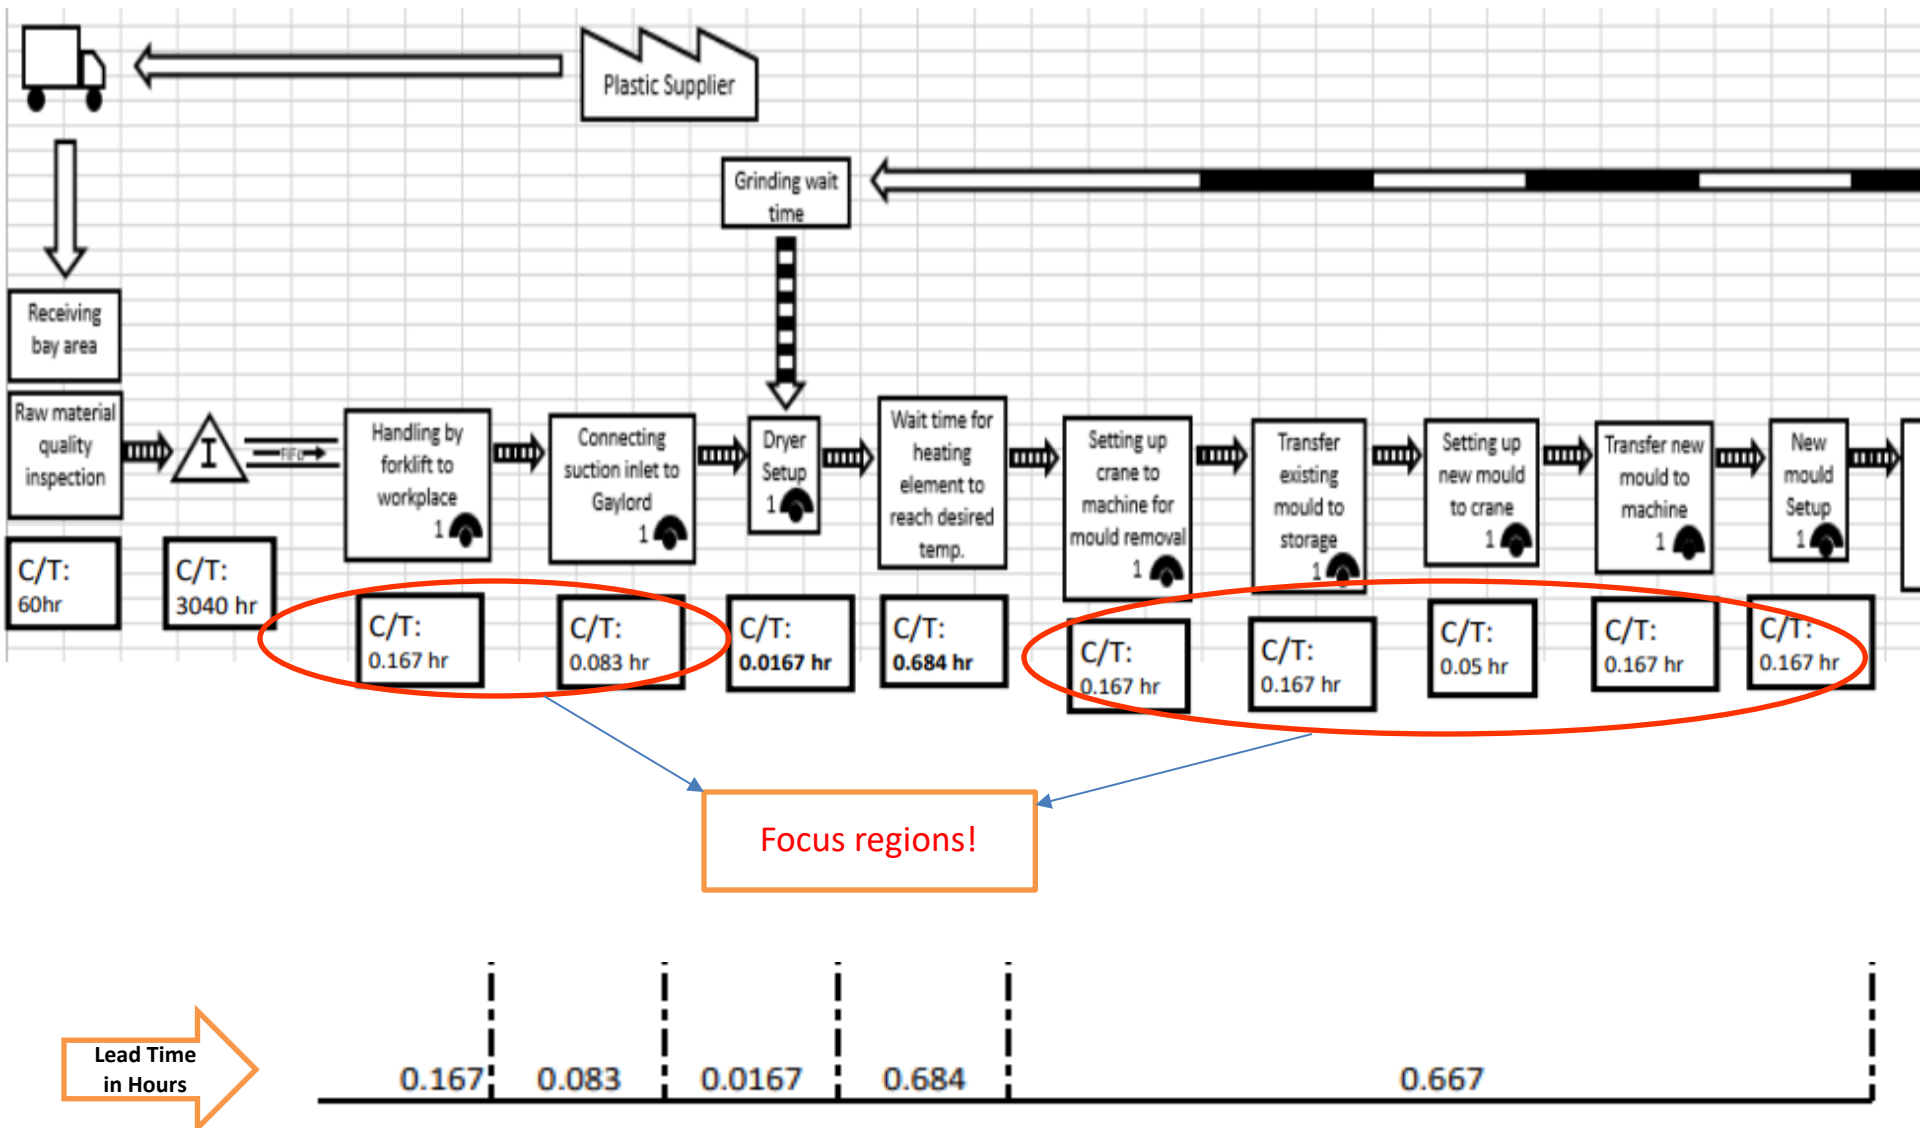 Plastic Supplier
Grinding wait
time
Receiving
bay area
Raw material
quality
inspection
I
FIFO
Handling by
forklift to
workplace
1
Connecting
suction inlet to
Gaylord
1
Dryer
Setup
1
Wait time for
heating
element to
reach desired
temp.
Setting up
crane to
machine for
mould removal
1
Transfer
existing
mould to
storage
1
Setting up
new mould
to crane
1
Transfer new
mould to
machine
1
New
mould
Setup
1
C/T:
60hr
C/T:
3040 hr
C/T:
0.167 hr
C/T:
0.083 hr
C/T:
0.0167 hr
C/T:
0.684 hr
C/T:
0.167 hr
C/T:
0.167 hr
C/T:
0.05 hr
C/T:
0.167 hr
C/T:
0.167 hr
Focus regions!
Lead Time
in Hours
0.167
0.083
0.0167
0.684
0.667